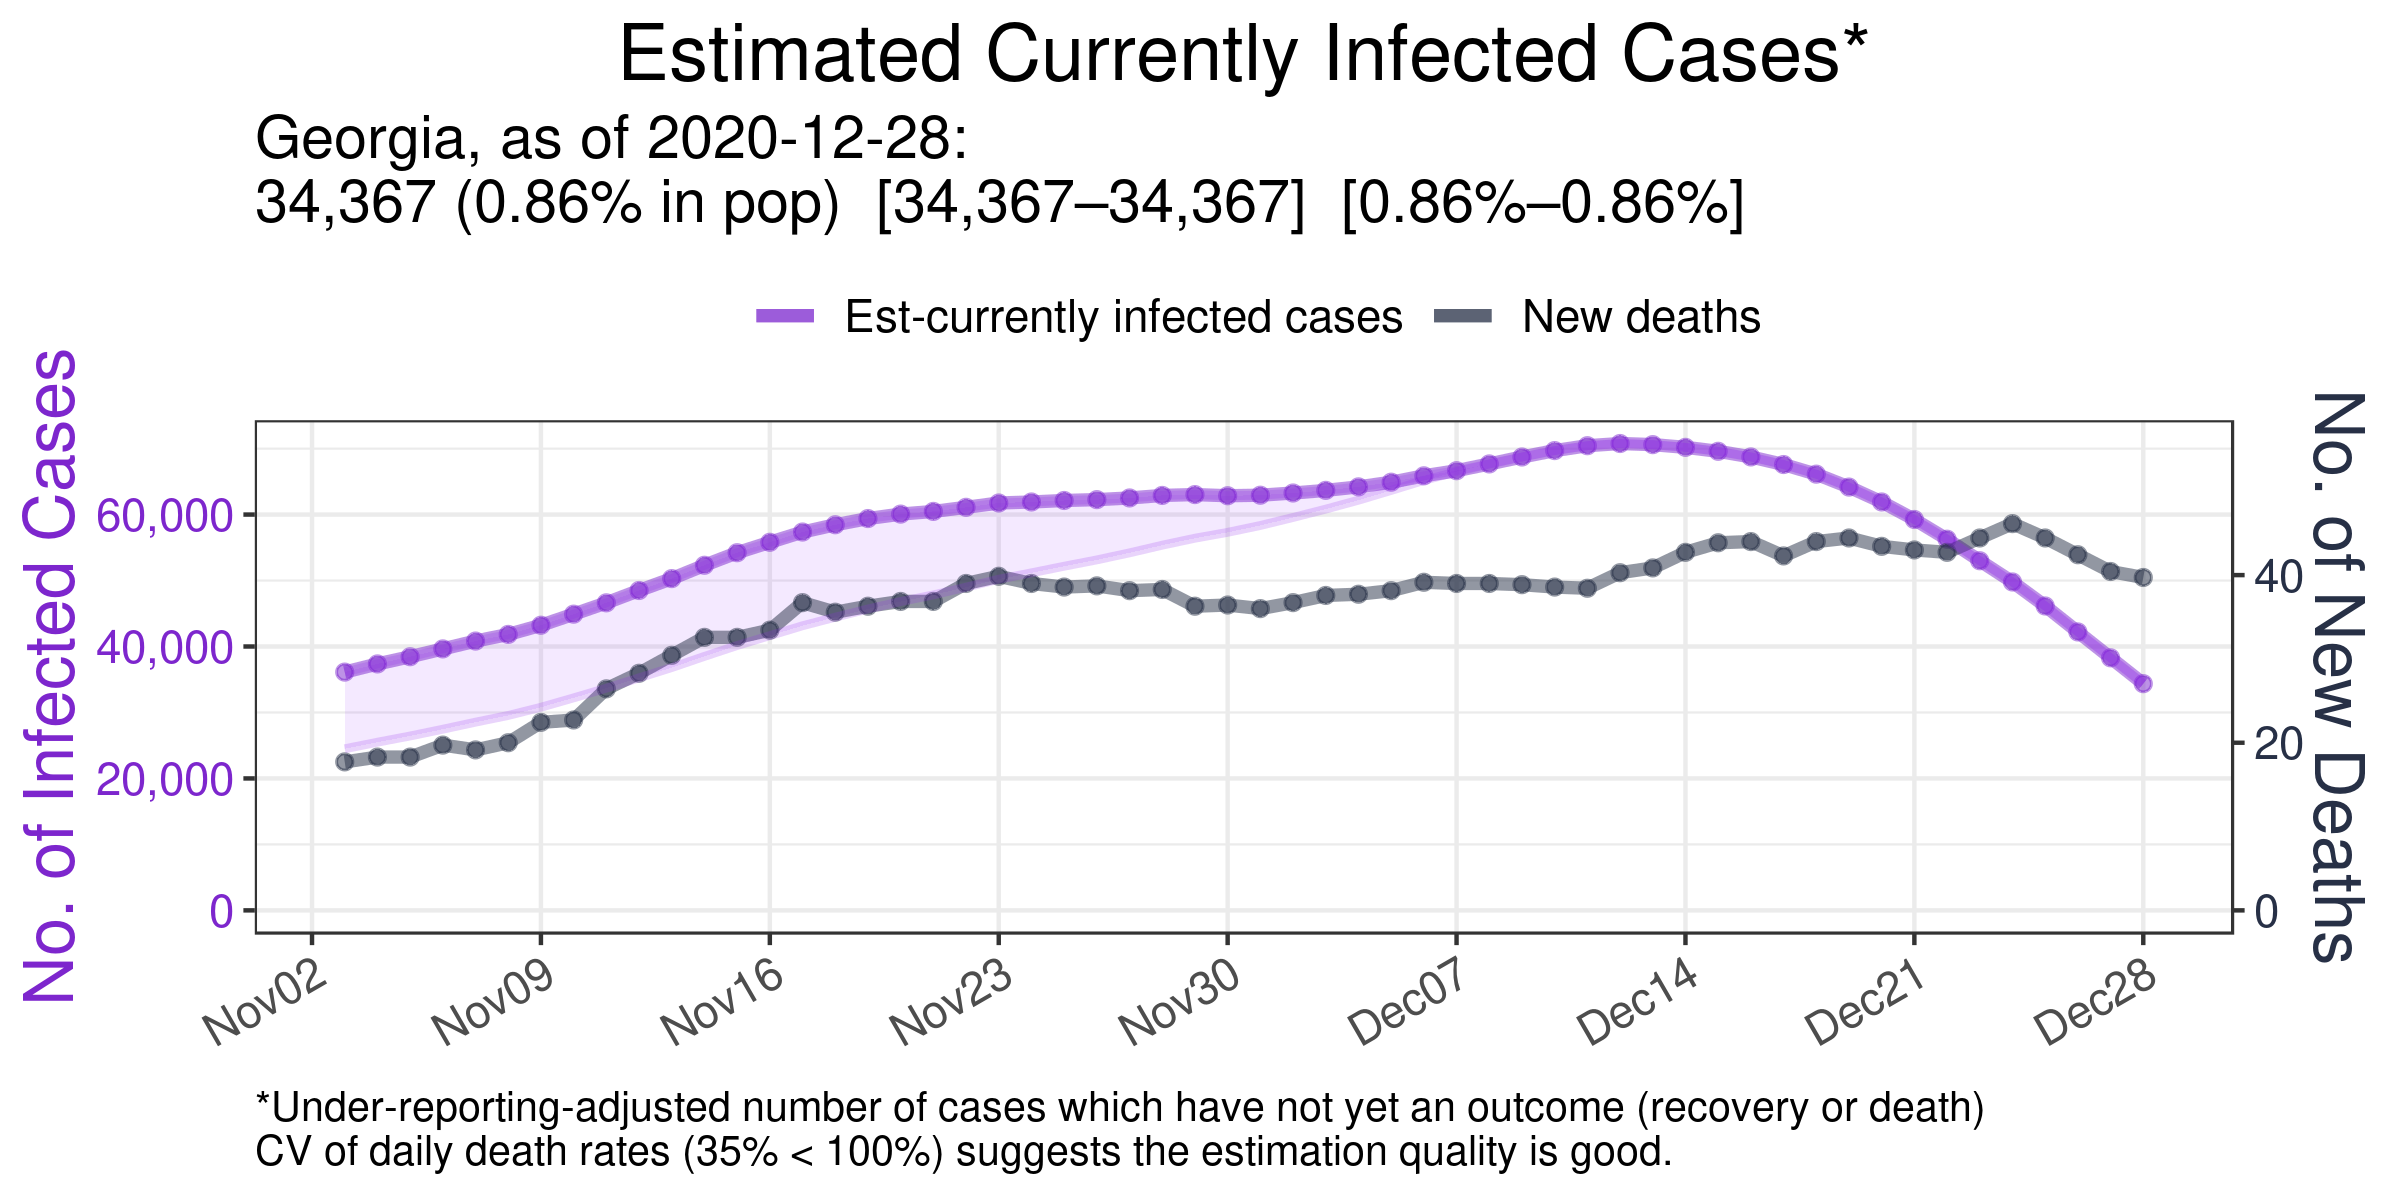 Estimated Currently Infected Cases*
Georgia, as of 2020-12-28:
34,367 (0.86% in pop)  [34,367–34,367]  [0.86%–0.86%]
Est-currently infected cases
New deaths
No. of Infected Cases
60,000
40,000
20,000
0
No. of New Deaths
40
20
0
Nov02
Nov09
Nov16
Nov23
Nov30
Dec07
Dec14
Dec21
Dec28
*Under-reporting-adjusted number of cases which have not yet an outcome (recovery or death)
CV of daily death rates (35% < 100%) suggests the estimation quality is good.